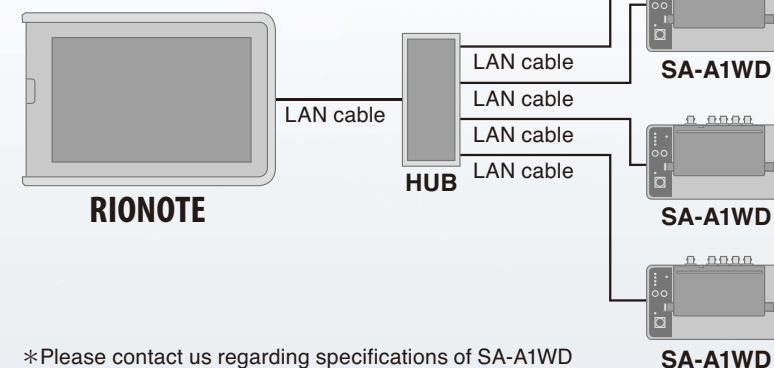 LAN cable
SA-A1WD
LAN cable
LAN cable
LAN cable
LAN cable
HUB
RIONOTE
SA-A1WD
SA-A1WD
＊Please contact us regarding specifications of SA-A1WD